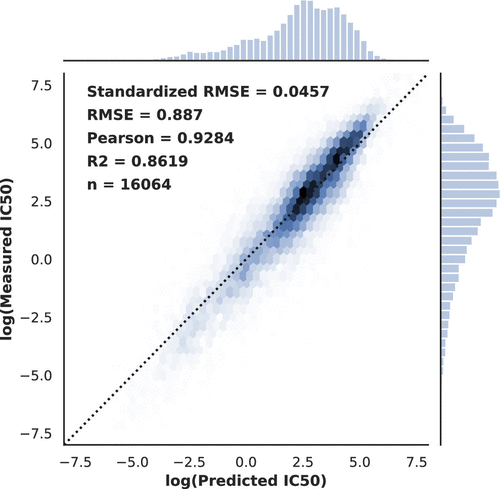 Standardized RMSE = 0.0457
RMSE = 0.887
Pearson = 0.9284
R2 = 0.8619
n = 16064
7.5
5.0
2.5
0.0
−2.5
−5.0
−7.5
log(Measured IC50)
−7.5 −5.0 −2.5 0.0 2.5 5.0 7.5
log(Predicted IC50)